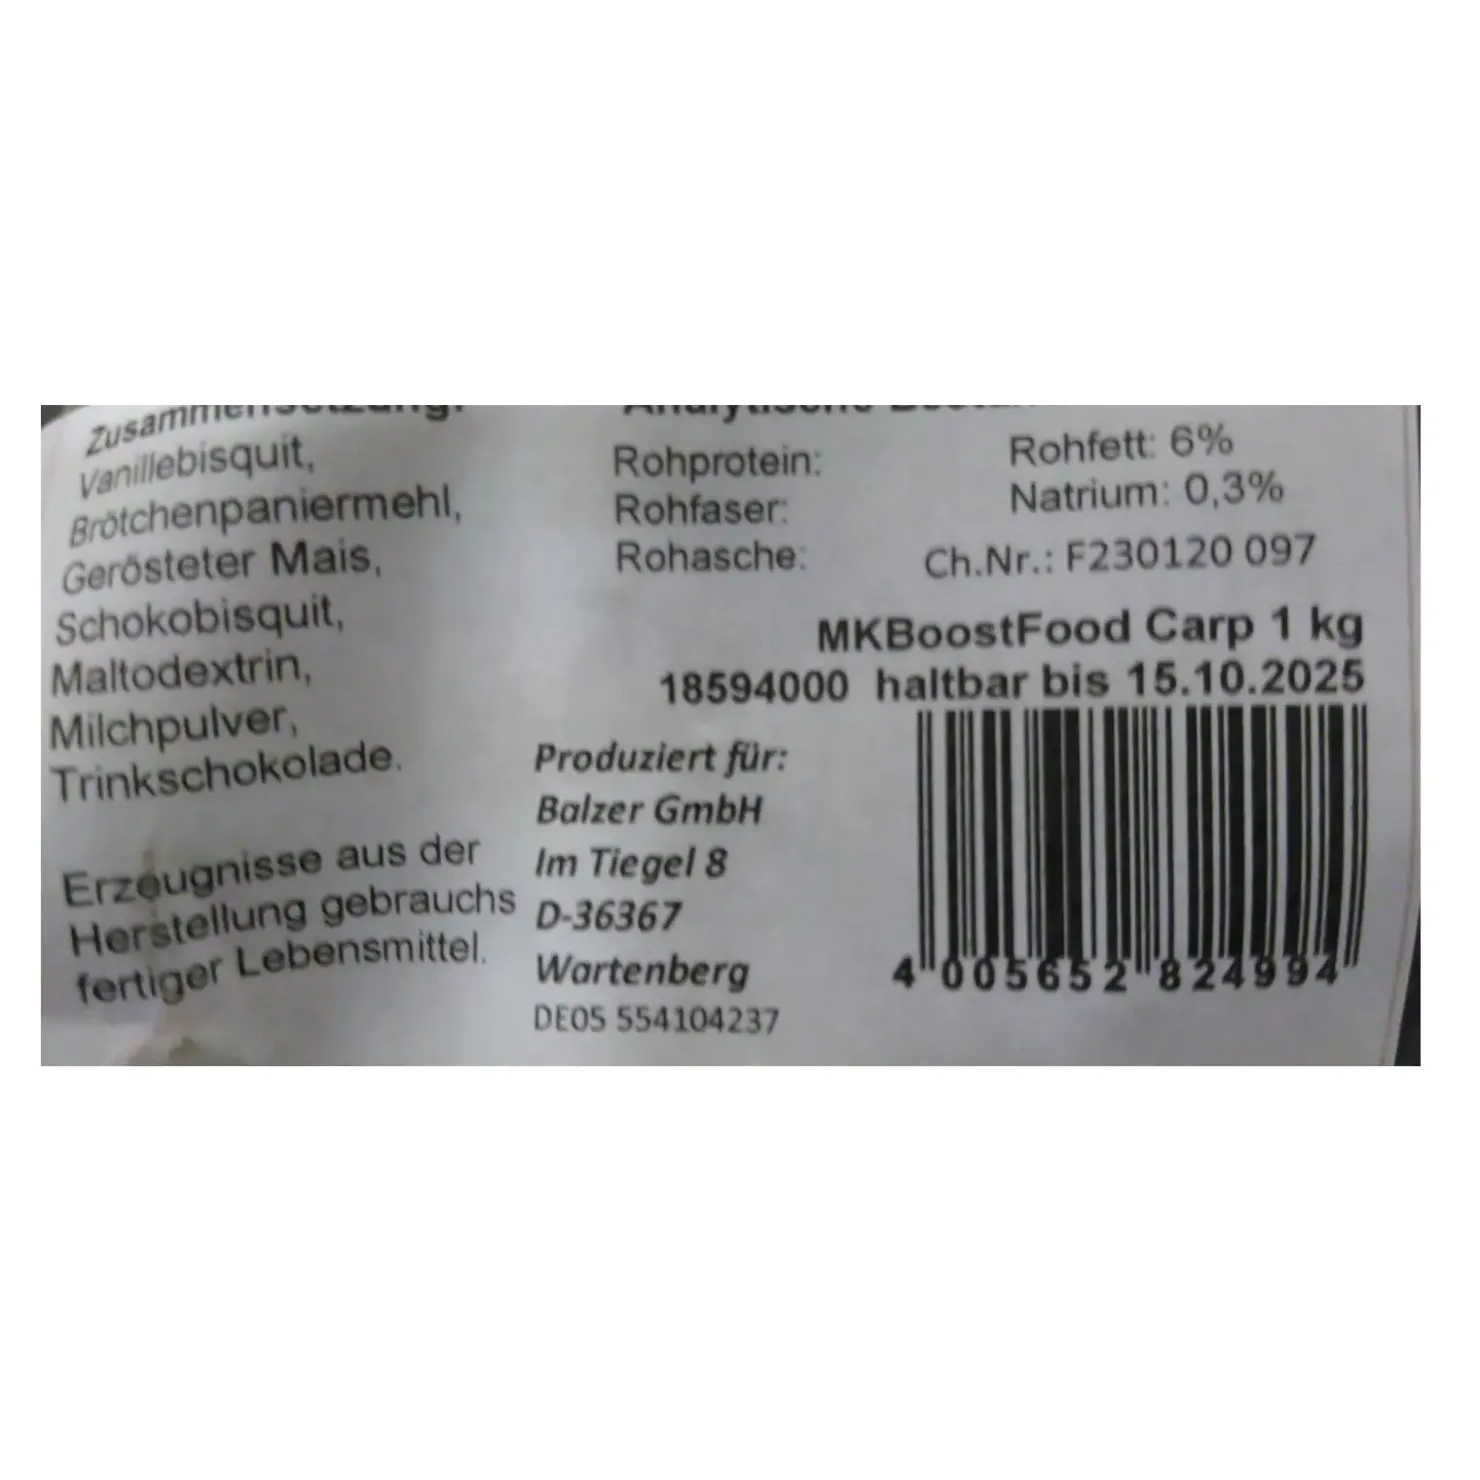 Zusammensetzung:
Vanillebisquit,
Brötchenpaniermehl,
Gerösteter Mais,
Schokobisquit,
Maltodextrin,
Milchpulver,
Trinkschokolade.
Erzeugnisse aus der
Herstellung gebrauchs
fertiger Lebensmittel.
Analytische
Rohprotein:
Rohfaser:
Rohasche:
Rohfett: 6%
Natrium: 0,3%
Ch.Nr.: F230120 097
MKBoostFood Carp 1 kg
18594000 haltbar bis 15.10.2025
Produziert für:
Balzer GmbH
Im Tiegel 8
D-36367
Wartenberg
DE05 554104237
4 005652 824994